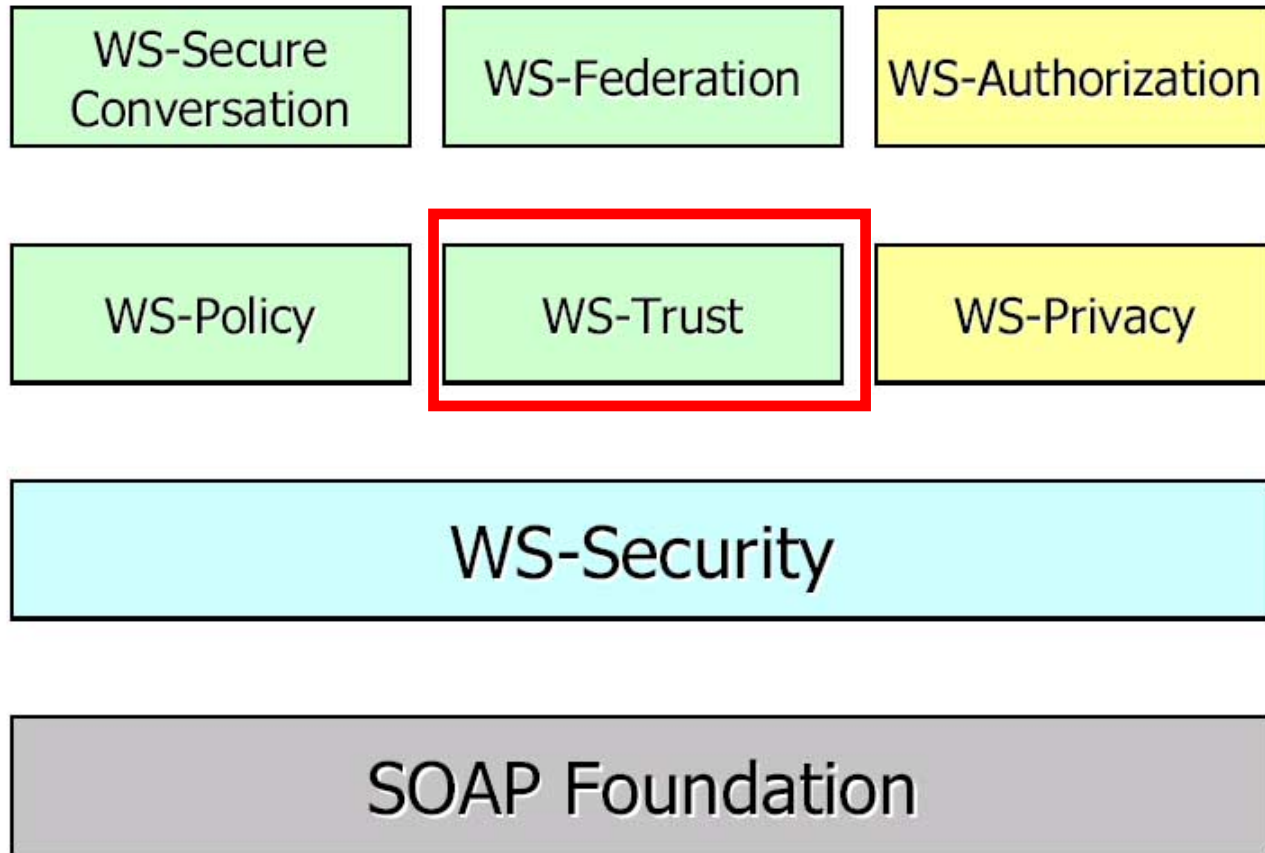 WS-Secure
Conversation
WS-Federation
WS-Authorization
WS-Policy
WS-Trust
WS-Privacy
WS-Security
SOAP Foundation